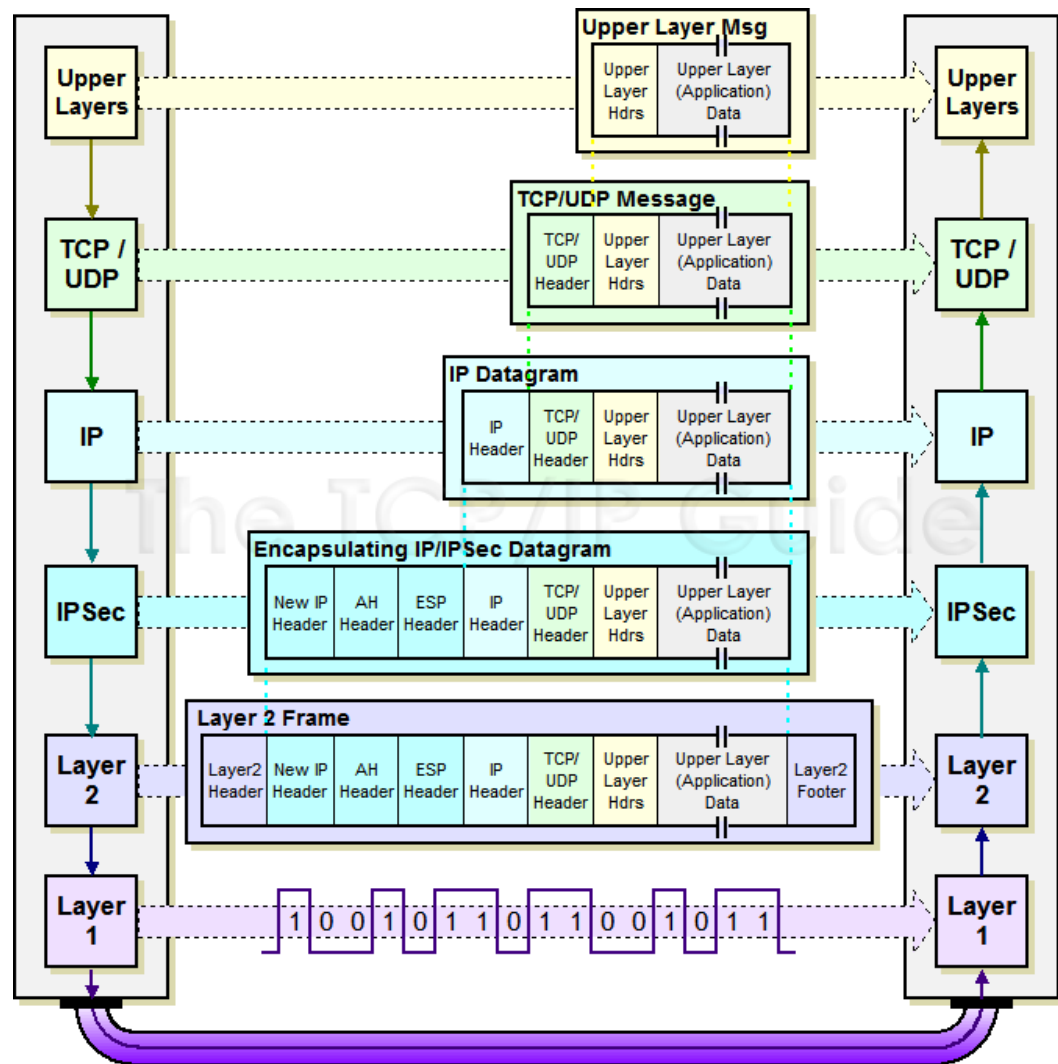 Upper Layer Msg
Upper
Layers
Upper
Layer
Hdrs
Upper Layer
(Application)
Data
Upper
Layers
TCP/UDP Message
TCP /
UDP
TCP/
UDP
Header
Upper
Layer
Hdrs
Upper Layer
(Application)
Data
TCP /
UDP
IP Datagram
IP
IP
Header
TCP/
UDP
Header
Upper
Layer
Hdrs
Upper Layer
(Application)
Data
IP
The TCP/IP Guide
Encapsulating IP/IPSec Datagram
IPSec
New IP
Header
AH
Header
ESP
Header
IP
Header
TCP/
UDP
Header
Upper
Layer
Hdrs
Upper Layer
(Application)
Data
IPSec
Layer 2 Frame
Layer
2
Layer2
Header
New IP
Header
AH
Header
ESP
Header
IP
Header
TCP/
UDP
Header
Upper
Layer
Hdrs
Upper Layer
(Application)
Data
Layer2
Footer
Layer
2
Layer
1
1 0 0 1 0 1 1 0 1 1 0 0 1 0 1 1
Layer
1